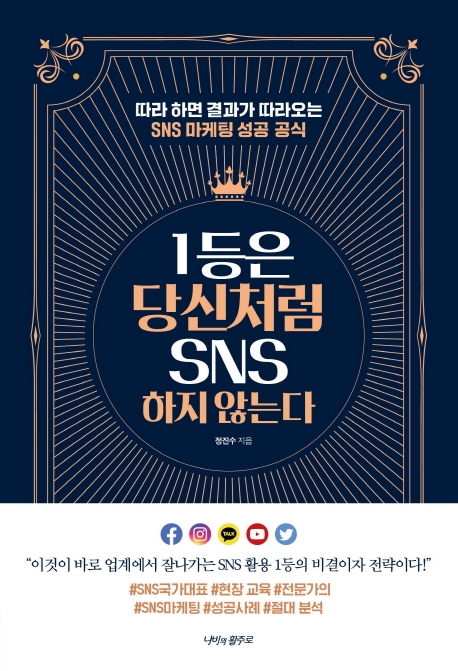 따라 하면 결과가 따라오는
SNS 마케팅 성공 공식
1등은
당신처럼
SNS
하지 않는다
정진수 지음
TALK
“이것이 바로 업계에서 잘나가는 SNS 활용 1등의 비결이자 전략이다!”
#SNS국가대표 #현장 교육 #전문가의
#SNS마케팅 #성공사례 #절대 분석
나비의 활주로